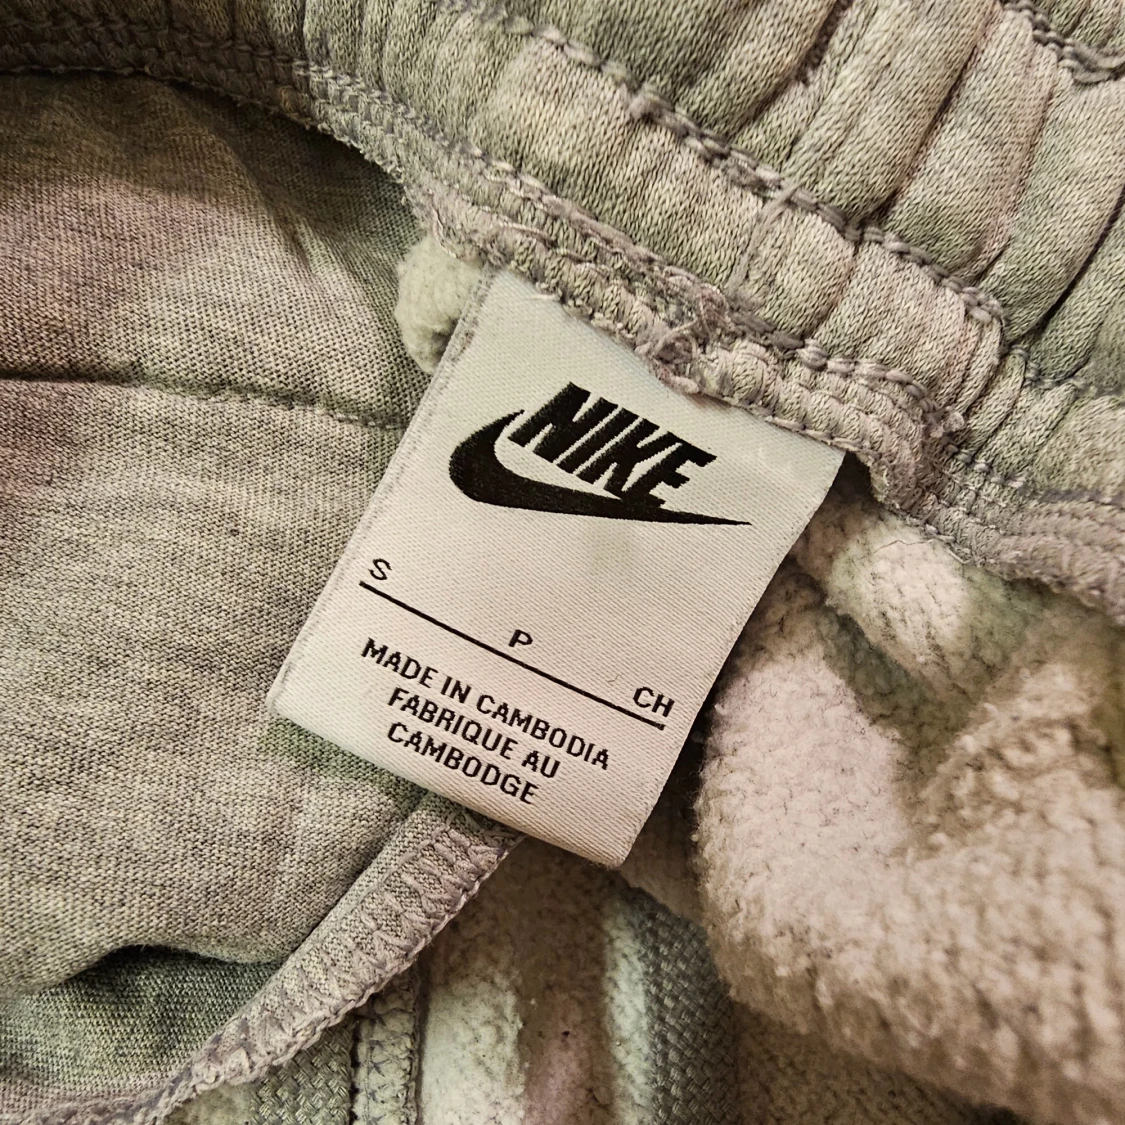 NIKE
S P CH
MADE IN CAMBODIA
FABRIQUE AU
CAMBODGE